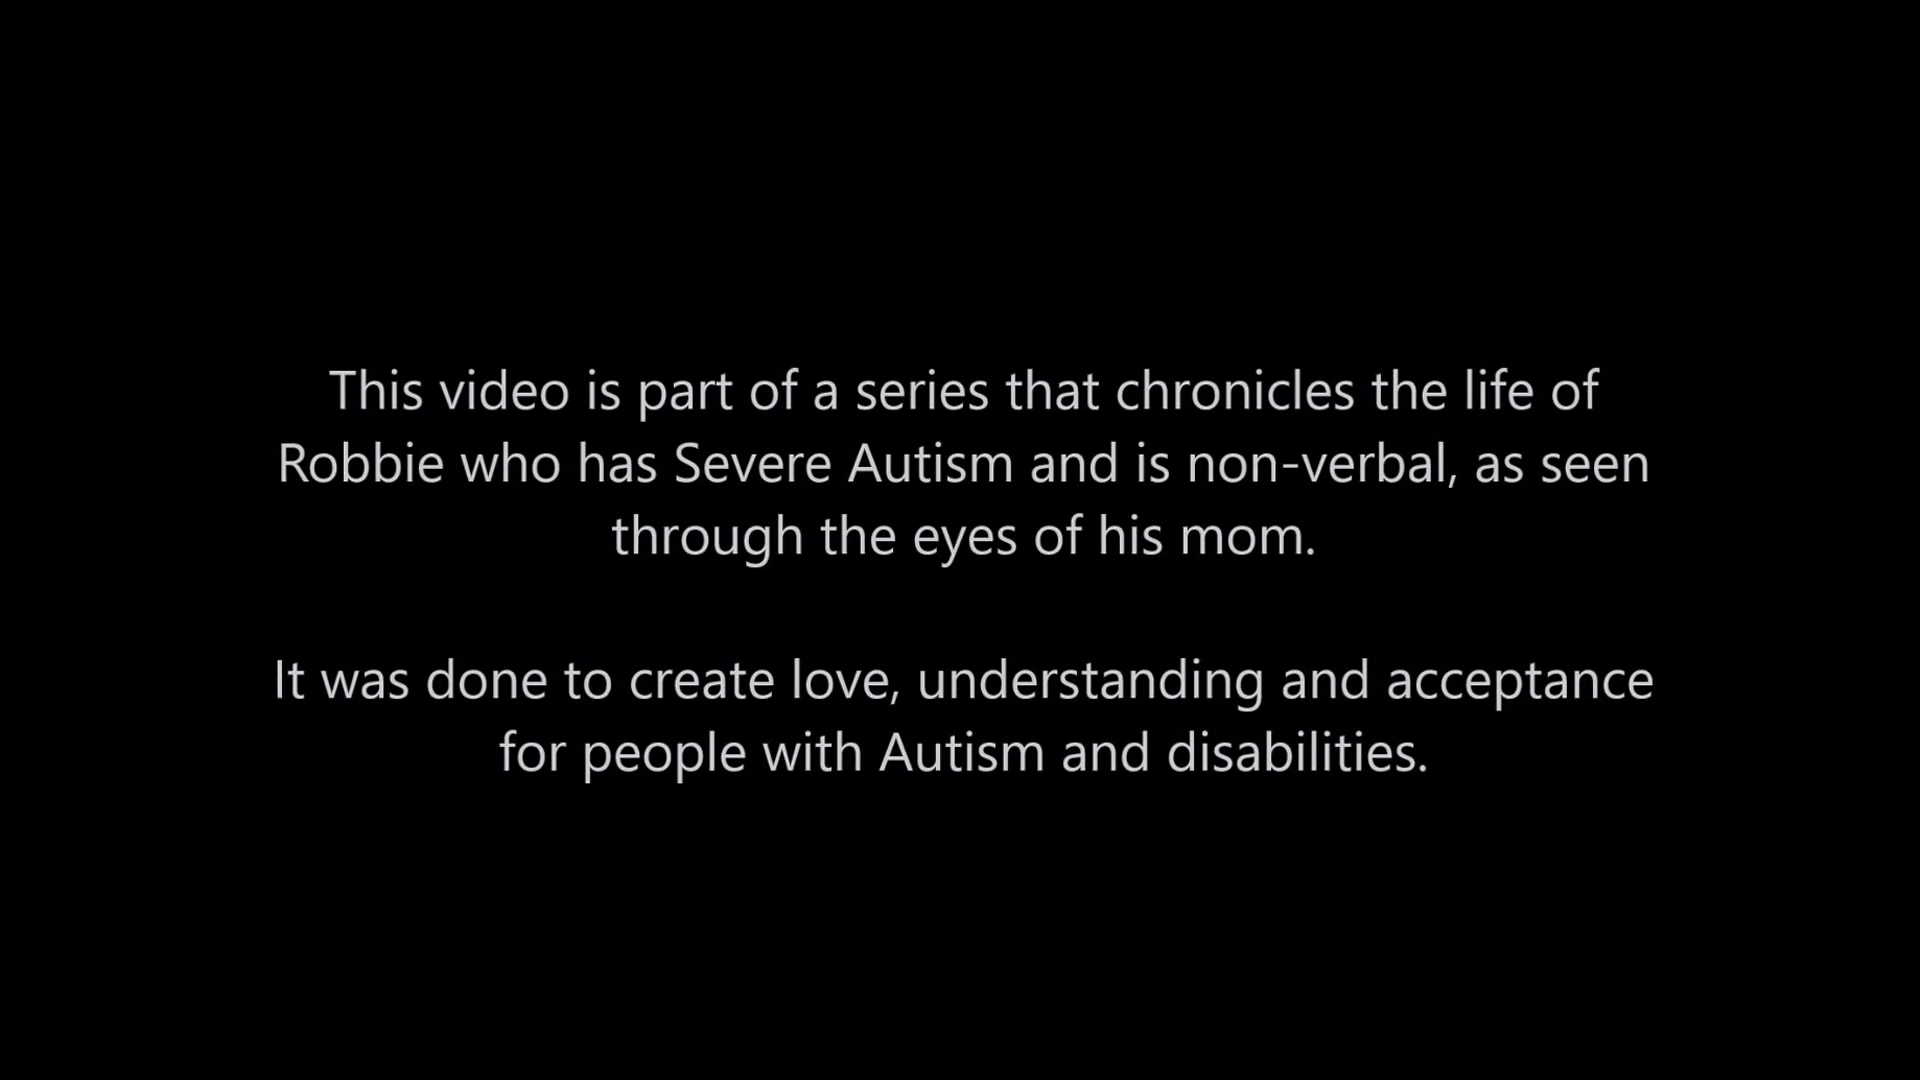 This video is part of a series that chronicles the life of
Robbie who has Severe Autism and is non-verbal, as seen
through the eyes of his mom.
It was done to create love, understanding and acceptance
for people with Autism and disabilities.